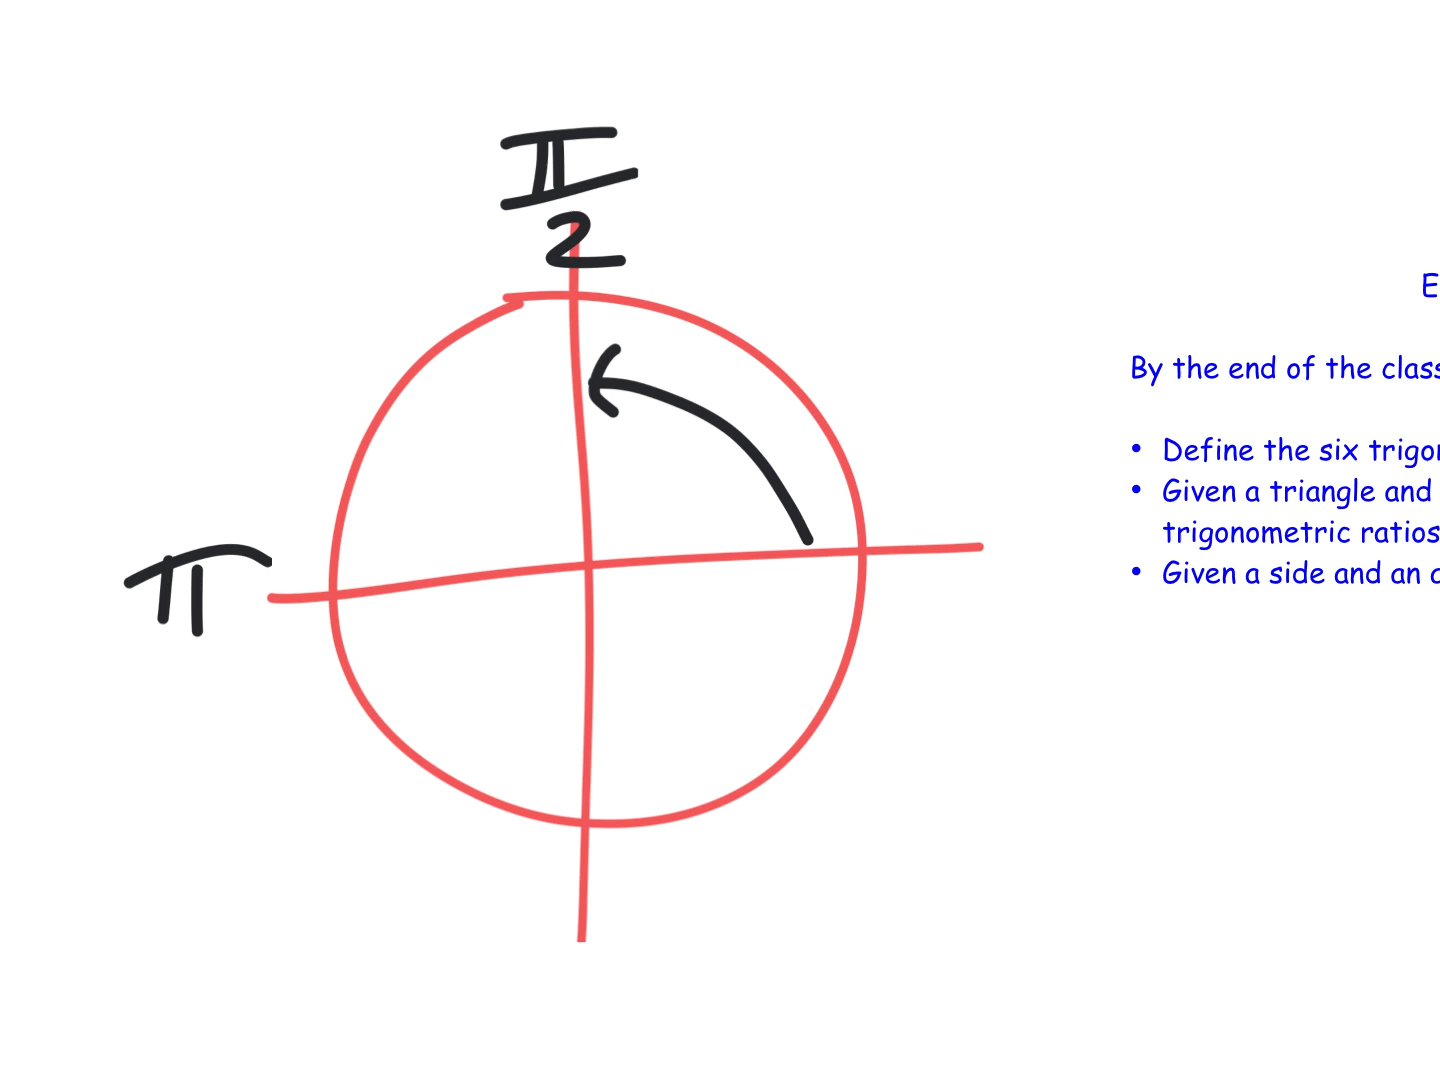 π
2
π
E
By the end of the class
• Define the six trigo
• Given a triangle and
trigonometric ratios
• Given a side and an